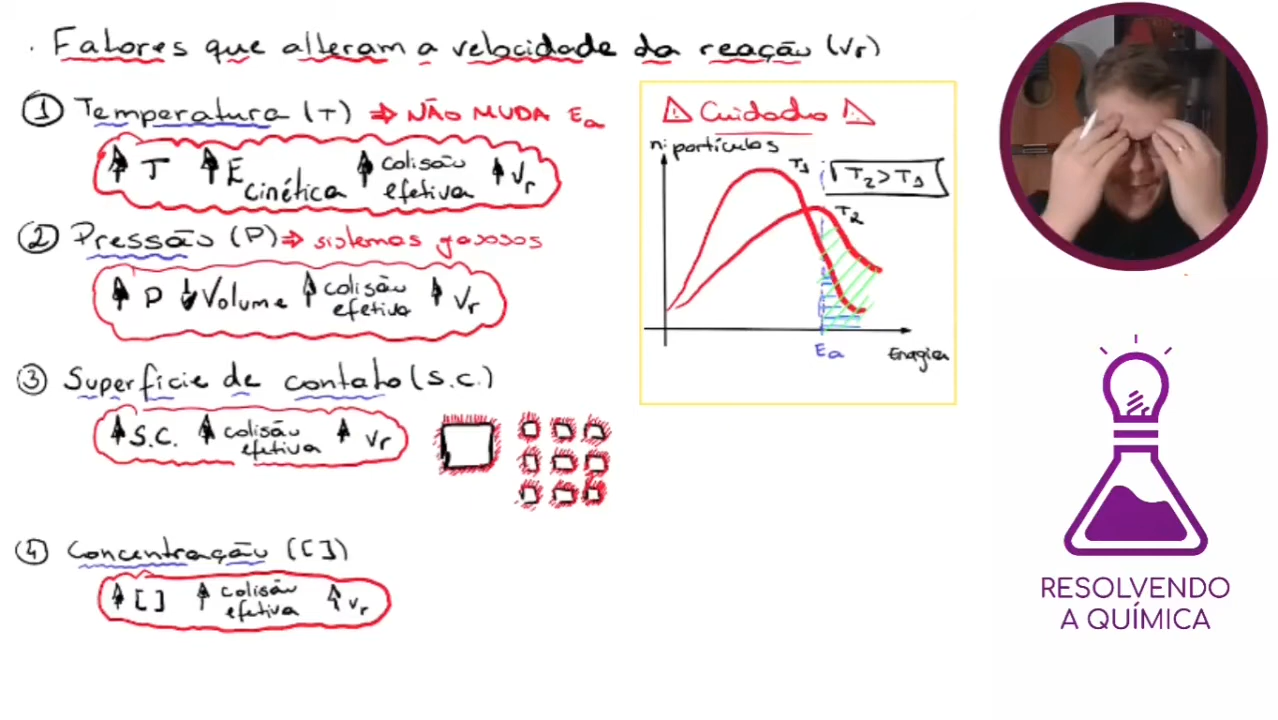 . Fatores que alteram a velocidade da reação (Vr)
① Temperatura (T) ⇒ NÃO MUDA Ea
↑ T ↑ E cinética ↑ colisão efetiva ↑ Vr
② Pressão (P) ⇒ sistemas gasosos
↑ P ↓ Volume ↑ colisão efetiva ↑ Vr
③ Superfície de contato (S.C.)
↑ S.C. ↑ colisão efetiva ↑ Vr
④ Concentração ([ ])
↑ [ ] ↑ colisão efetiva ↑ Vr
⚠ Cuidado ⚠
nº partículas
T1
T2 > T1
T2
Ea
Energia
RESOLVENDO
A QUÍMICA